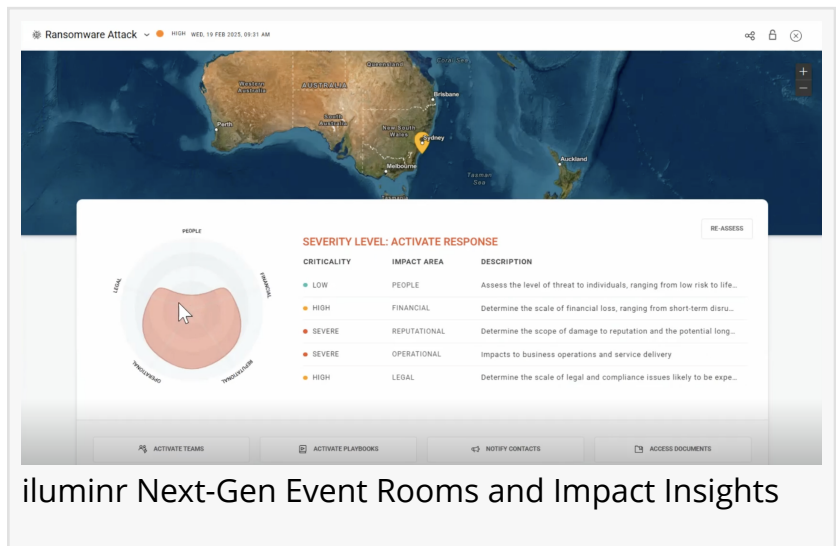 Ransomware Attack HIGH WED, 19 FEB 2025, 09:31 AM
Queensland
Coral Sea
Western
Australia
AUSTRALIA
Brisbane
South
Australia
Perth
New South
Wales
Sydney
Melbourne
Auckland
Tasman
Sea
Tasmania
+
−
RE-ASSESS
PEOPLE
FINANCIAL
REPUTATIONAL
OPERATIONAL
LEGAL
SEVERITY LEVEL: ACTIVATE RESPONSE
CRITICALITY IMPACT AREA DESCRIPTION
LOW PEOPLE Assess the level of threat to individuals, ranging from low risk to life...
HIGH FINANCIAL Determine the scale of financial loss, ranging from short-term disru...
SEVERE REPUTATIONAL Determine the scope of damage to reputation and the potential long...
SEVERE OPERATIONAL Impacts to business operations and service delivery
HIGH LEGAL Determine the scale of legal and compliance issues likely to be expe...
ACTIVATE TEAMS ACTIVATE PLAYBOOKS NOTIFY CONTACTS ACCESS DOCUMENTS
iluminr Next-Gen Event Rooms and Impact Insights